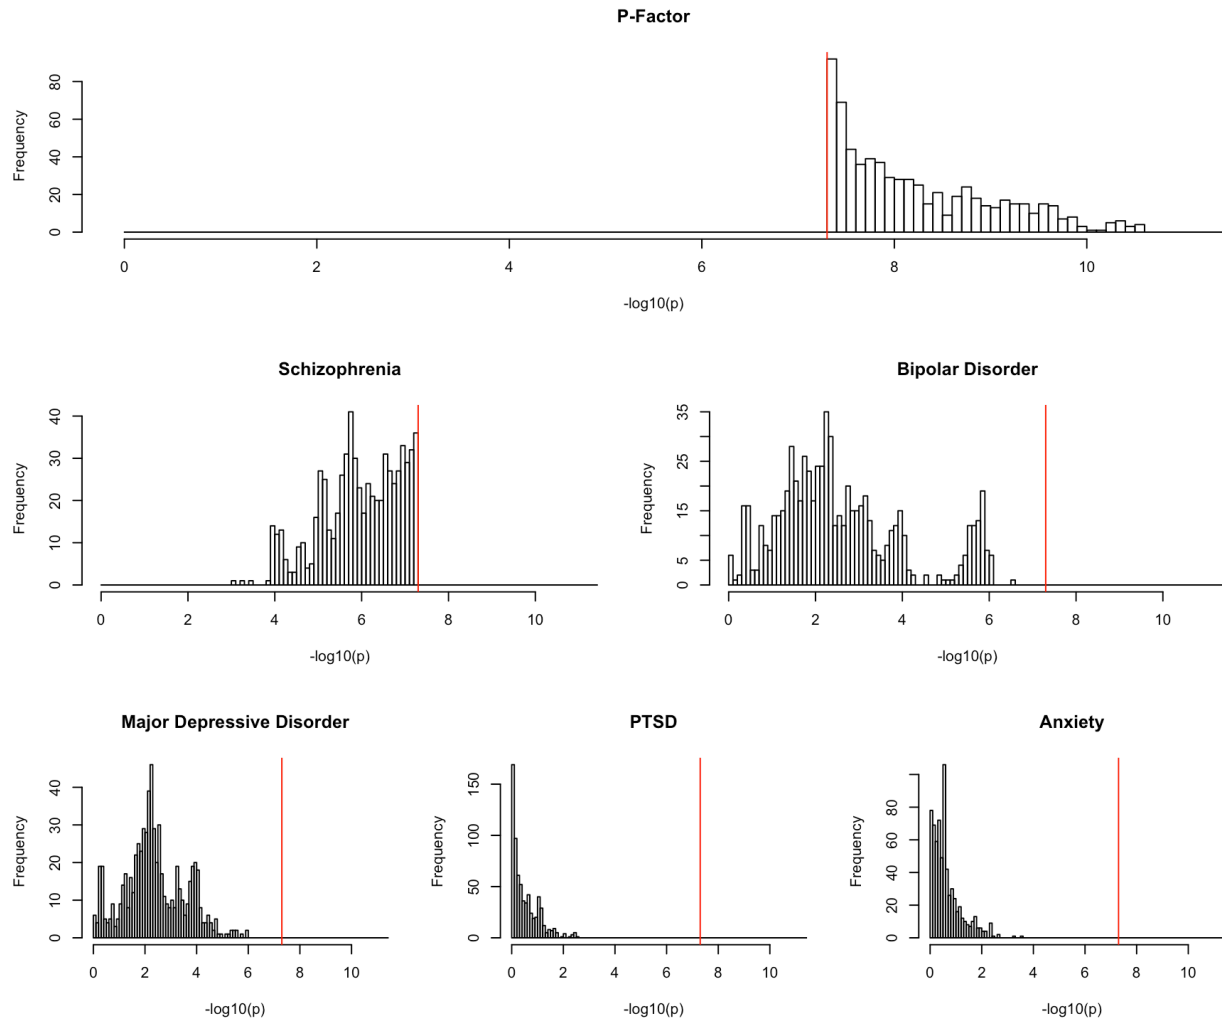 P-Factor
Frequency
0 20 40 60 80
0 2 4 6 8 10
-log10(p)
Schizophrenia
Frequency
0 10 20 30 40
0 2 4 6 8 10
-log10(p)
Bipolar Disorder
Frequency
0 5 15 25 35
0 2 4 6 8 10
-log10(p)
Major Depressive Disorder
Frequency
0 10 20 30 40
0 2 4 6 8 10
-log10(p)
PTSD
Frequency
0 50 100 150
0 2 4 6 8 10
-log10(p)
Anxiety
Frequency
0 20 40 60 80
0 2 4 6 8 10
-log10(p)